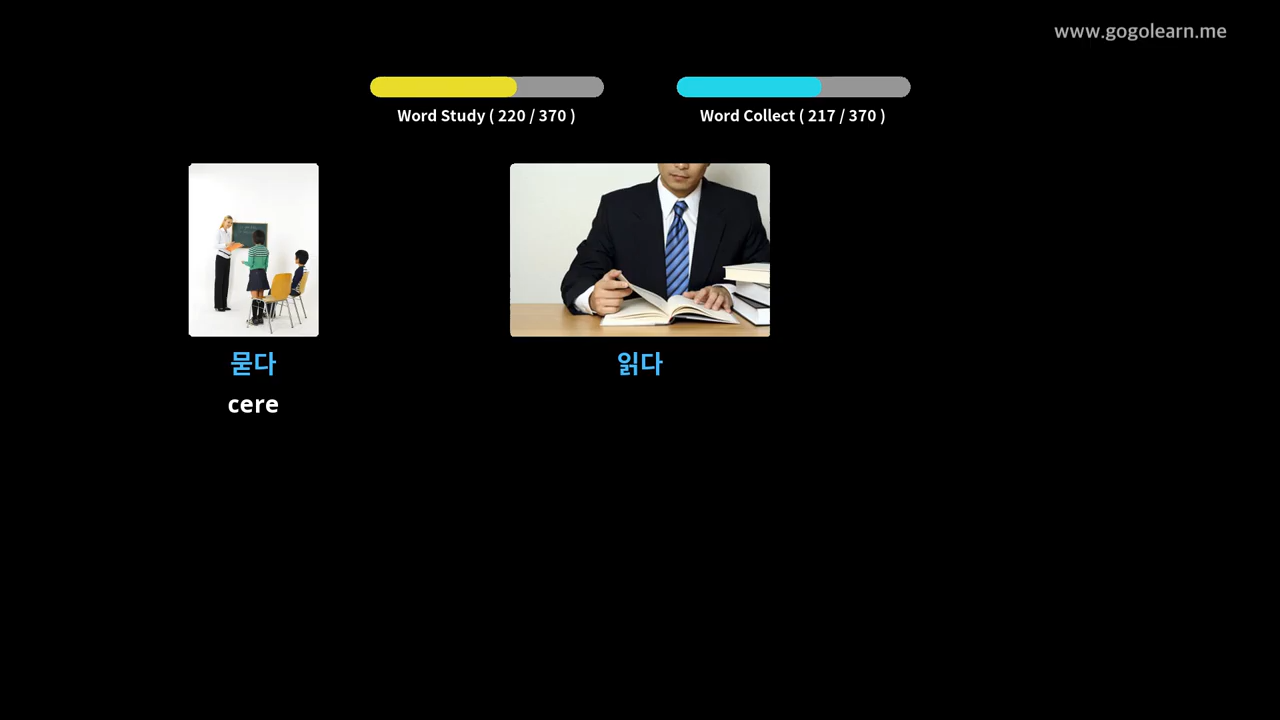 www.gogolearn.me
Word Study ( 220 / 370 )
Word Collect ( 217 / 370 )
묻다
읽다
cere